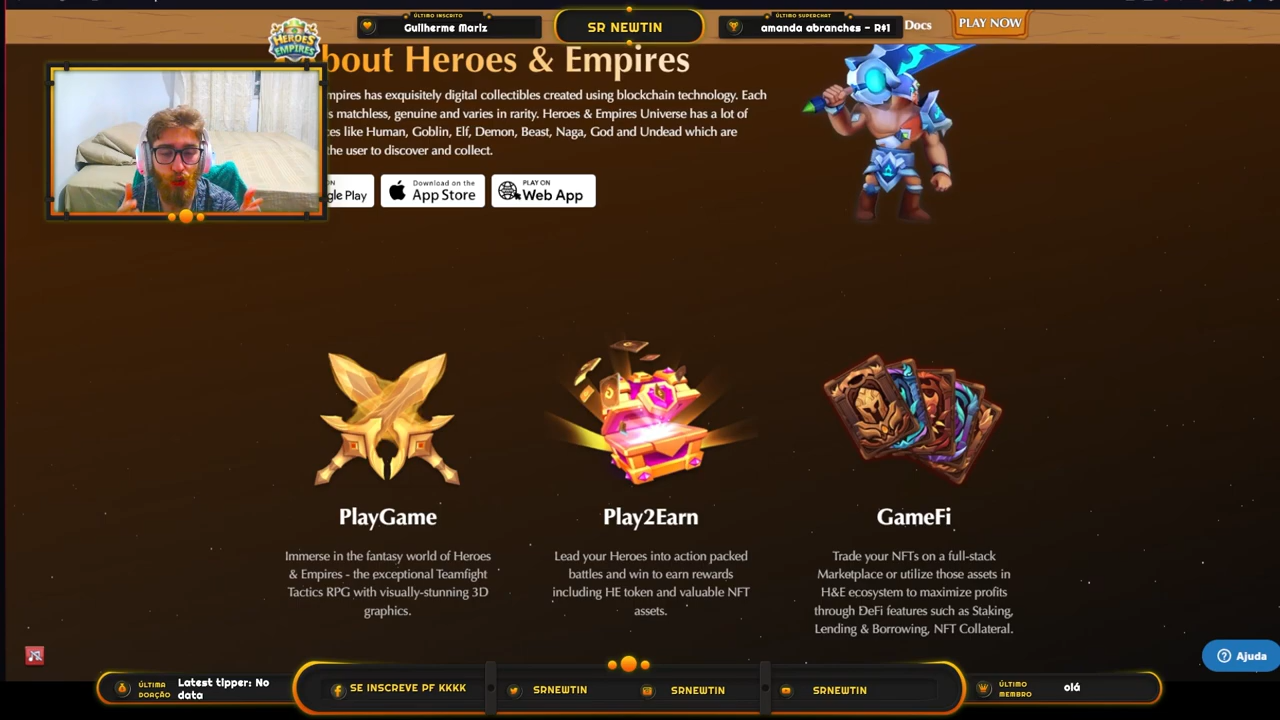 ÚLTIMO INSCRITO
Guilherme Mariz
SR NEWTIN
ÚLTIMO SUPERCHAT
amanda abranches - R$1
Docs
PLAY NOW
HEROES
EMPIRES
bout Heroes & Empires
mpires has exquisitely digital collectibles created using blockchain technology. Each
s matchless, genuine and varies in rarity. Heroes & Empires Universe has a lot of
ces like Human, Goblin, Elf, Demon, Beast, Naga, God and Undead which are
the user to discover and collect.
gle Play
Download on the
App Store
PLAY ON
Web App
PlayGame
Immerse in the fantasy world of Heroes
& Empires - the exceptional Teamfight
Tactics RPG with visually-stunning 3D
graphics.
Play2Earn
Lead your Heroes into action packed
battles and win to earn rewards
including HE token and valuable NFT
assets.
GameFi
Trade your NFTs on a full-stack
Marketplace or utilize those assets in
H&E ecosystem to maximize profits
through DeFi features such as Staking,
Lending & Borrowing, NFT Collateral.
Ajuda
ÚLTIMA
DOAÇÃO
Latest tipper: No
data
SE INSCREVE PF KKKK
SRNEWTIN
SRNEWTIN
SRNEWTIN
ÚLTIMO
MEMBRO
olá